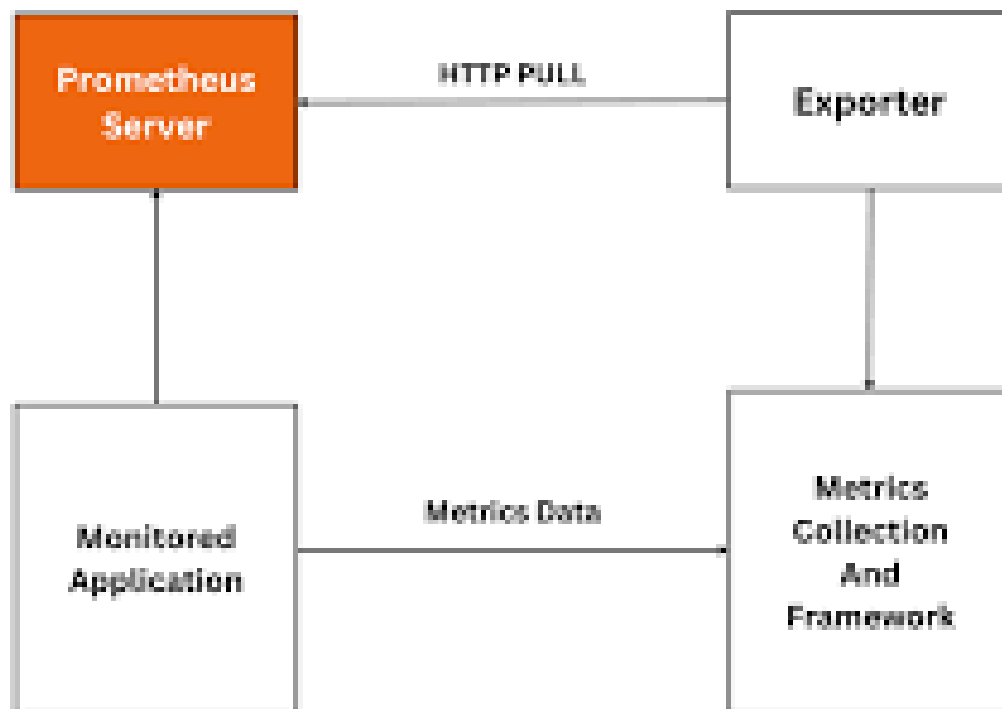 Prometheus
Server
HTTP PULL
Exporter
Monitored
Application
Metrics Data
Metrics
Collection
And
Framework